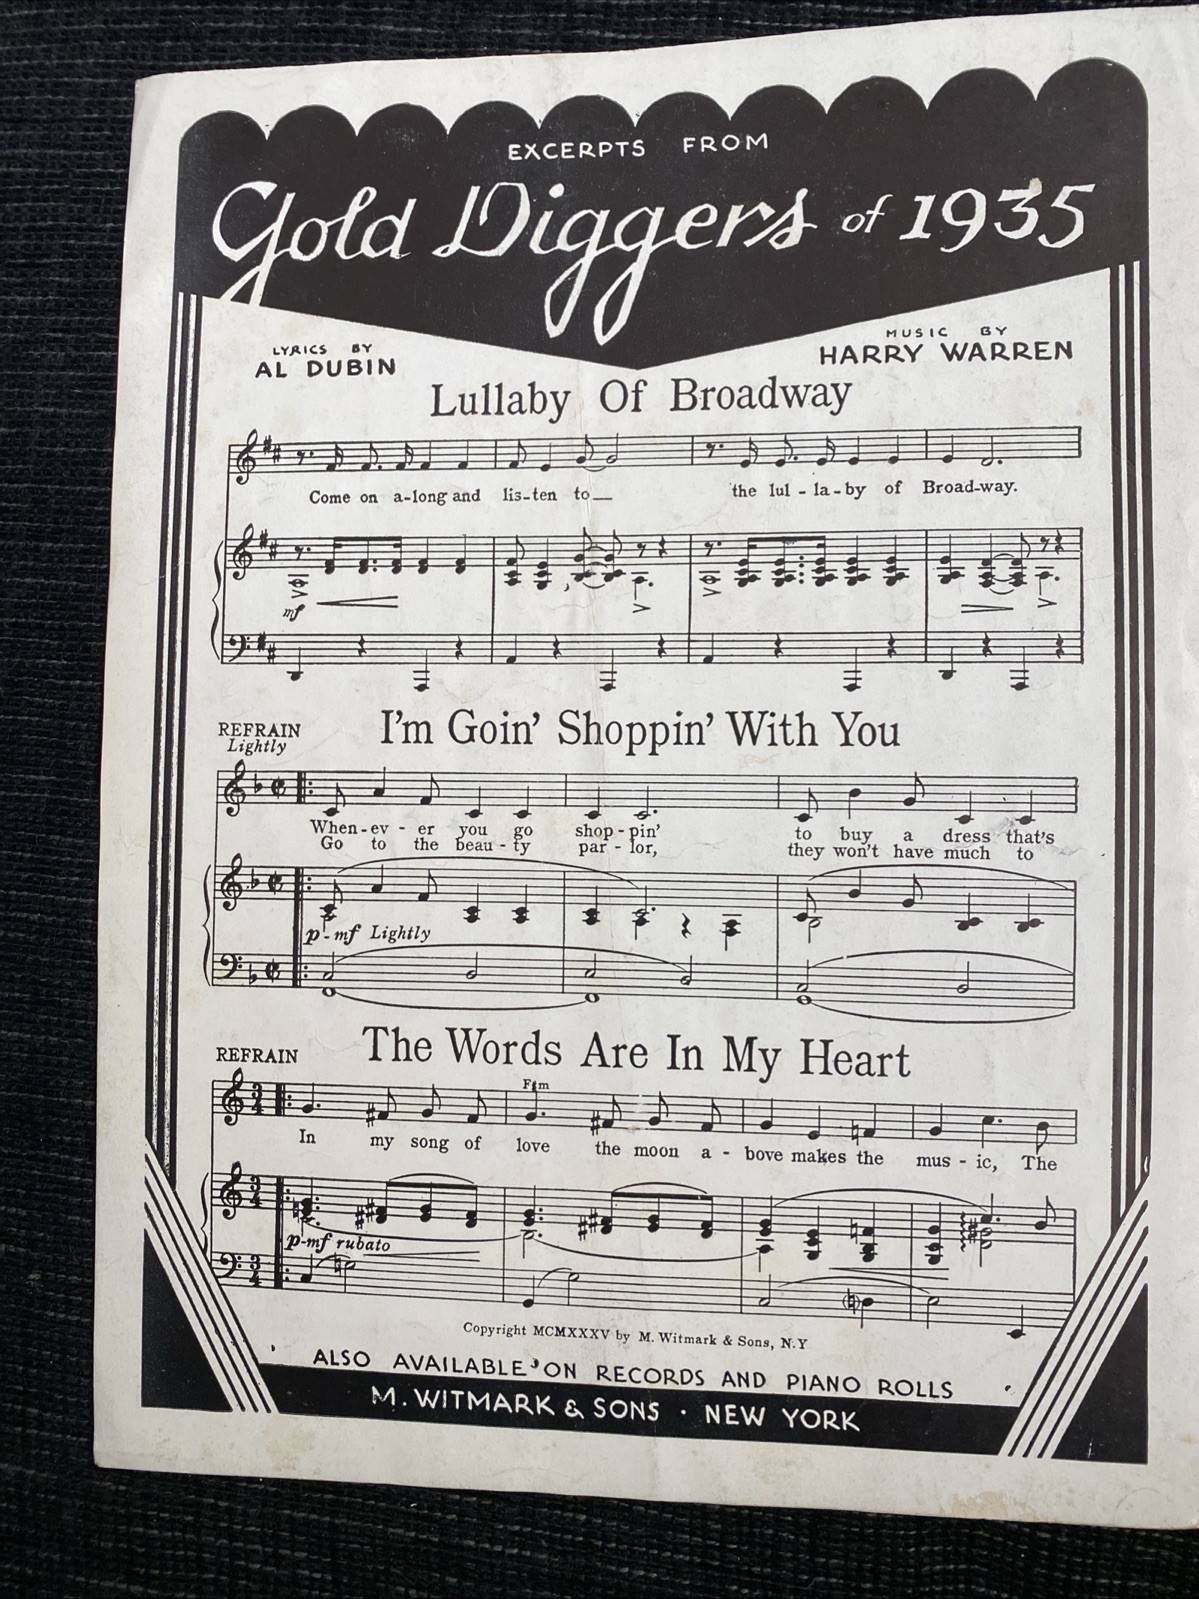 EXCERPTS FROM
Gold Diggers of 1935
LYRICS BY
AL DUBIN
MUSIC BY
HARRY WARREN
Lullaby Of Broadway
Come on a-long and lis-ten to
the lul-la-by of Broad-way.
mf
REFRAIN
Lightly
I'm Goin' Shoppin' With You
When-ev-er you go shop-pin' to buy a dress that's
Go to the beau-ty par-lor, they won't have much to
p-mf Lightly
REFRAIN
The Words Are In My Heart
F♯m
In my song of love the moon a-bove makes the mus-ic, The
p-mf rubato
Copyright MCMXXXV by M. Witmark & Sons, N.Y
ALSO AVAILABLE ON RECORDS AND PIANO ROLLS
M. WITMARK & SONS · NEW YORK